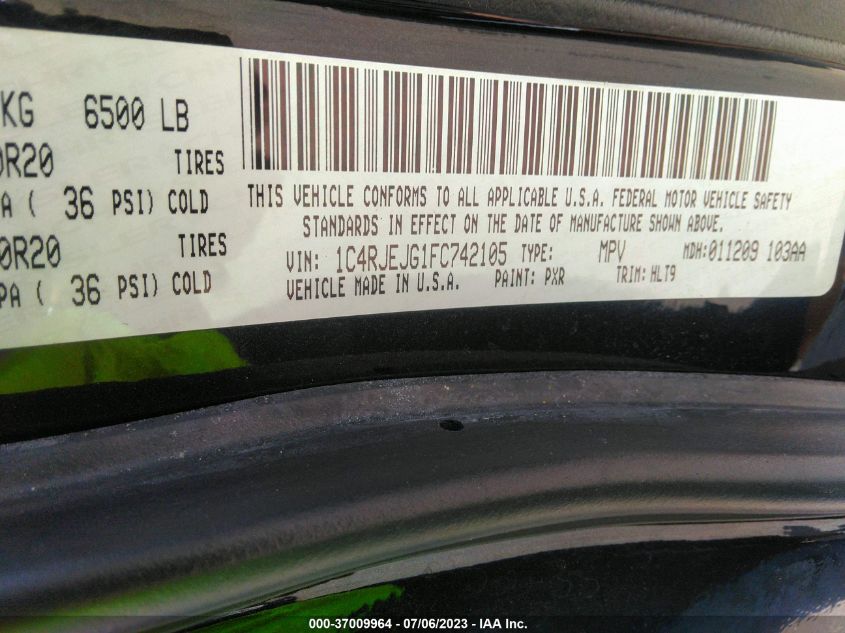 KG 6500 LB
0R20 TIRES
A ( 36 PSI) COLD
0R20 TIRES
PA ( 36 PSI) COLD
THIS VEHICLE CONFORMS TO ALL APPLICABLE U.S.A. FEDERAL MOTOR VEHICLE SAFETY
STANDARDS IN EFFECT ON THE DATE OF MANUFACTURE SHOWN ABOVE.
VIN: 1C4RJEJG1FC742105 TYPE: MPV MDH:011209 103AA
VEHICLE MADE IN U.S.A. PAINT: PXR TRIM: HLT9
000-37009964 - 07/06/2023 - IAA Inc.